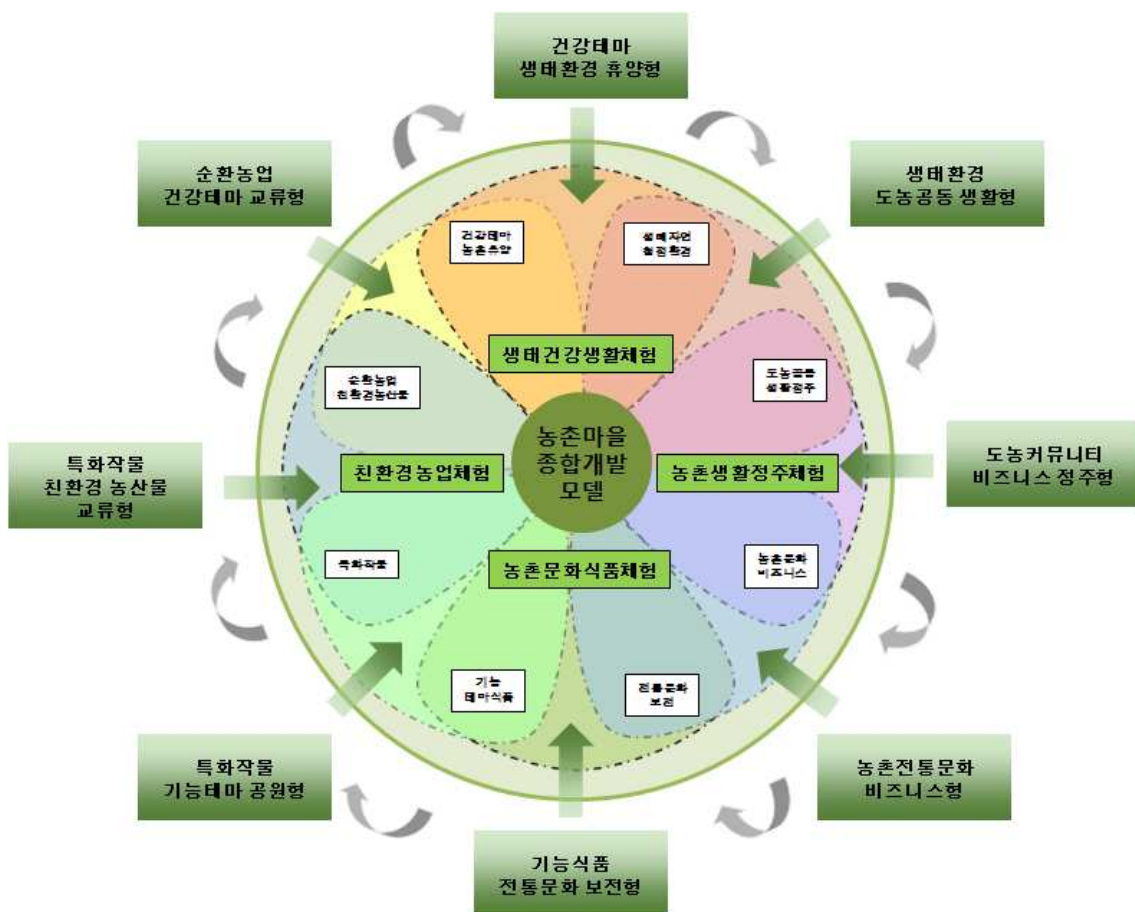 건강테마
생태환경 휴양형
순환농업
건강테마 교류형
생태환경
도농공동 생활형
건강테마
농촌휴양
생태자연
청정환경
생태건강생활체험
순환농업
친환경농산물
도농공동
생활정주
농촌마을
종합개발
모델
특화작물
친환경 농산물
교류형
친환경농업체험
농촌생활정주체험
도농커뮤니티
비즈니스 정주형
특화작물
농촌문화식품체험
농촌문화
비즈니스
기능
테마식품
전통문화
보전
특화작물
기능테마 공원형
농촌전통문화
비즈니스형
기능식품
전통문화 보전형